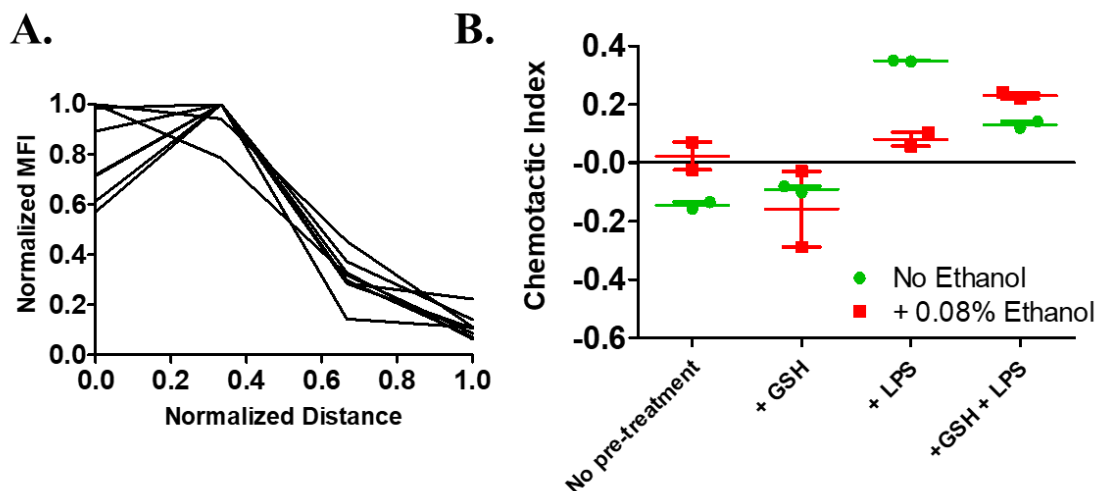 A.
Normalized MFI
1.0
0.8
0.6
0.4
0.2
0.0
0.0 0.2 0.4 0.6 0.8 1.0
Normalized Distance
B.
Chemotactic Index
0.4
0.2
-0.0
-0.2
-0.4
-0.6
No Ethanol
+ 0.08% Ethanol
No pre-treatment
+ GSH
+ LPS
+GSH + LPS